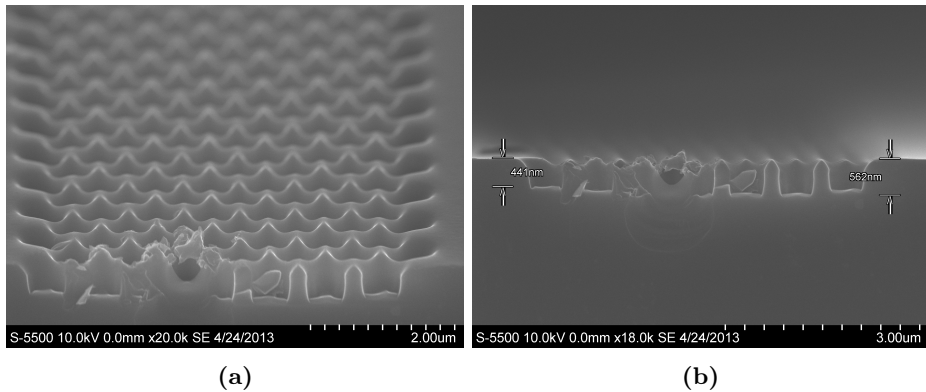 441nm
562nm
S-5500 10.0kV 0.0mm x20.0k SE 4/24/2013
2.00um
S-5500 10.0kV 0.0mm x18.0k SE 4/24/2013
3.00um
(a)
(b)